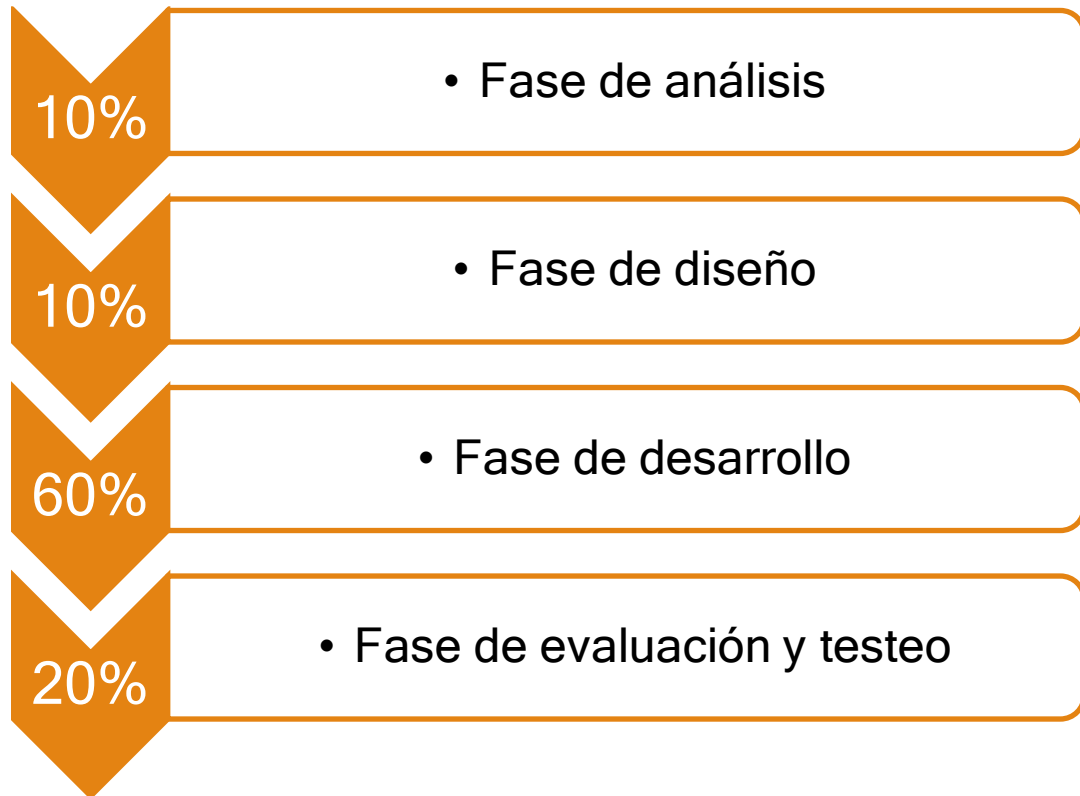 10%
• Fase de análisis
10%
• Fase de diseño
60%
• Fase de desarrollo
20%
• Fase de evaluación y testeo